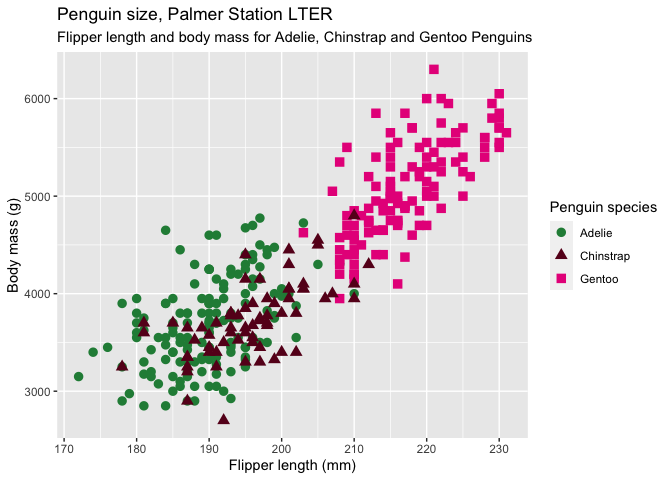 Penguin size, Palmer Station LTER
Flipper length and body mass for Adelie, Chinstrap and Gentoo Penguins
6000
5000
4000
3000
Body mass (g)
170 180 190 200 210 220 230
Flipper length (mm)
Penguin species
Adelie
Chinstrap
Gentoo